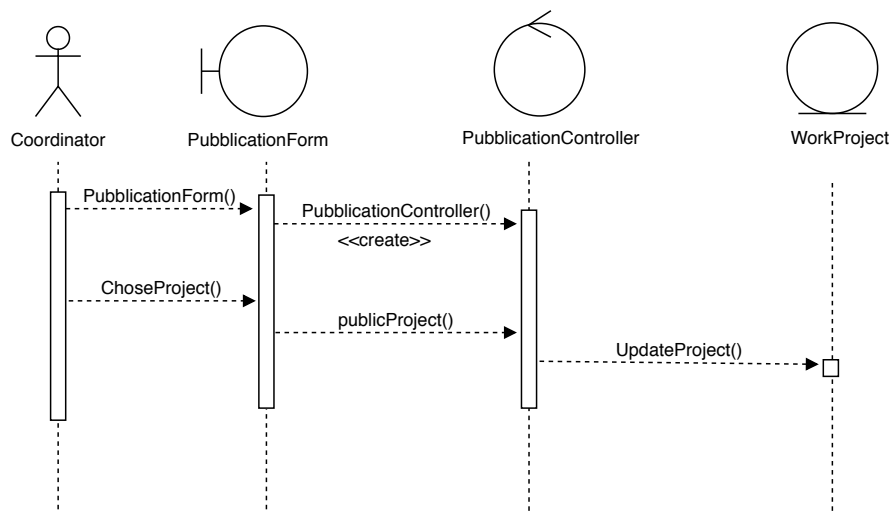 Coordinator
PubblicationForm
PubblicationController
WorkProject
PubblicationForm()
PubblicationController()
<<create>>
ChoseProject()
publicProject()
UpdateProject()